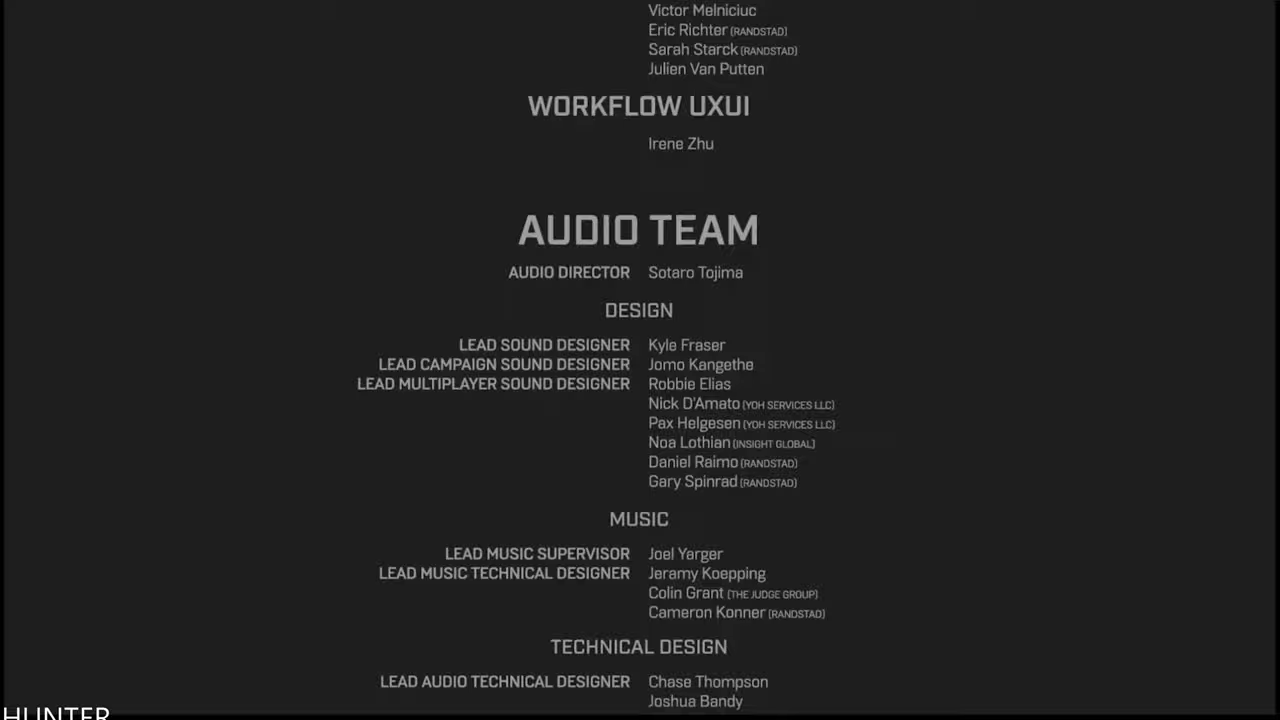 Victor Melniciuc
Eric Richter (RANDSTAD)
Sarah Starck (RANDSTAD)
Julien Van Putten
WORKFLOW UXUI
Irene Zhu
AUDIO TEAM
AUDIO DIRECTOR Sotaro Tojima
DESIGN
LEAD SOUND DESIGNER Kyle Fraser
LEAD CAMPAIGN SOUND DESIGNER Jomo Kangethe
LEAD MULTIPLAYER SOUND DESIGNER Robbie Elias
Nick D'Amato (YOH SERVICES LLC)
Pax Helgesen (YOH SERVICES LLC)
Noa Lothian (INSIGHT GLOBAL)
Daniel Raimo (RANDSTAD)
Gary Spinrad (RANDSTAD)
MUSIC
LEAD MUSIC SUPERVISOR Joel Yarger
LEAD MUSIC TECHNICAL DESIGNER Jeramy Koepping
Colin Grant (THE JUDGE GROUP)
Cameron Konner (RANDSTAD)
TECHNICAL DESIGN
LEAD AUDIO TECHNICAL DESIGNER Chase Thompson
Joshua Bandy
HUNTER